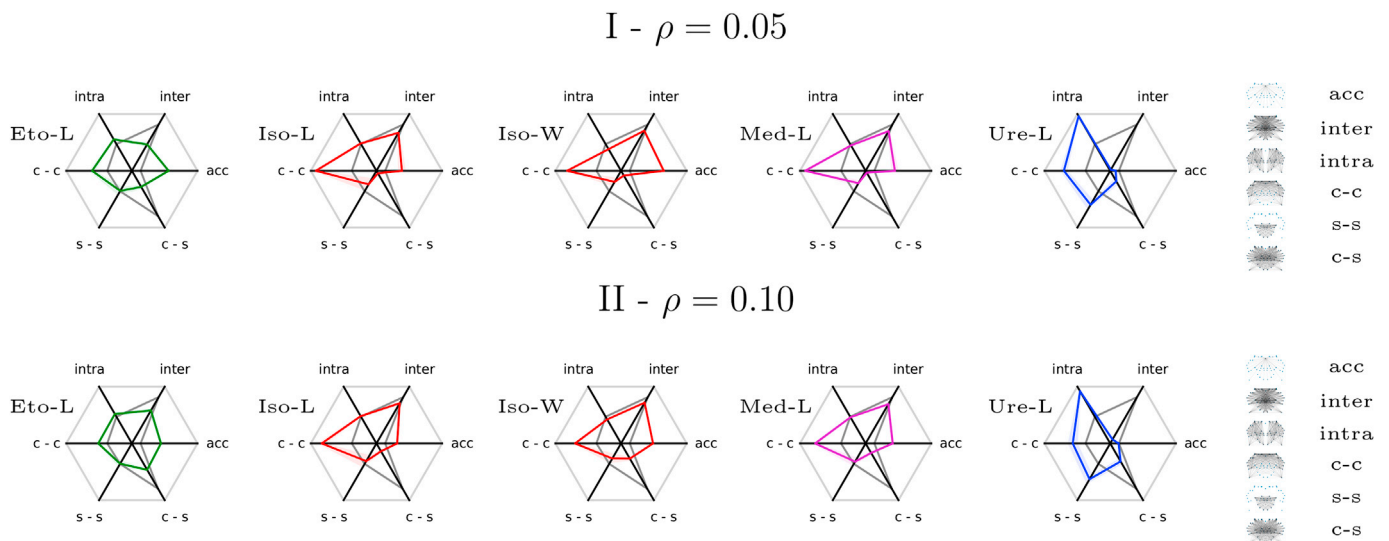 I - ρ = 0.05
intra inter intra inter intra inter intra inter intra inter acc
Eto-L Iso-L Iso-W Med-L Ure-L inter
intra
c - c acc c - c acc c - c acc c - c acc c - c acc c-c
s-s
s - s c - s s - s c - s s - s c - s s - s c - s s - s c - s c-s
II - ρ = 0.10
intra inter intra inter intra inter intra inter intra inter acc
Eto-L Iso-L Iso-W Med-L Ure-L inter
intra
c - c acc c - c acc c - c acc c - c acc c - c acc c-c
s-s
s - s c - s s - s c - s s - s c - s s - s c - s s - s c - s c-s